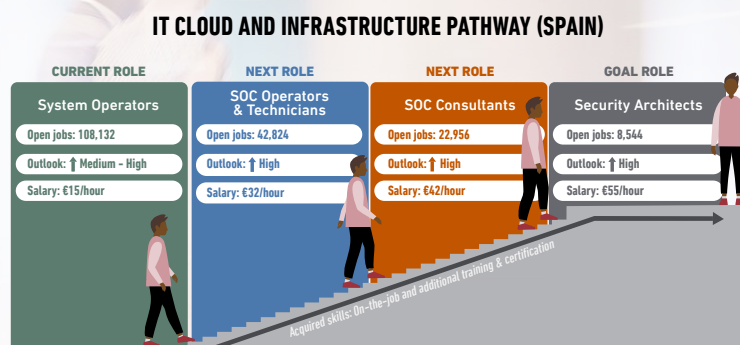 IT CLOUD AND INFRASTRUCTURE PATHWAY (SPAIN)
CURRENT ROLE
System Operators
Open jobs: 108,132
Outlook: ⬆ Medium - High
Salary: €15/hour
NEXT ROLE
SOC Operators
& Technicians
Open jobs: 42,824
Outlook: ⬆ High
Salary: €32/hour
NEXT ROLE
SOC Consultants
Open jobs: 22,956
Outlook: ⬆ High
Salary: €42/hour
GOAL ROLE
Security Architects
Open jobs: 8,544
Outlook: ⬆ High
Salary: €55/hour
Acquired skills: On-the-job and additional training & certification